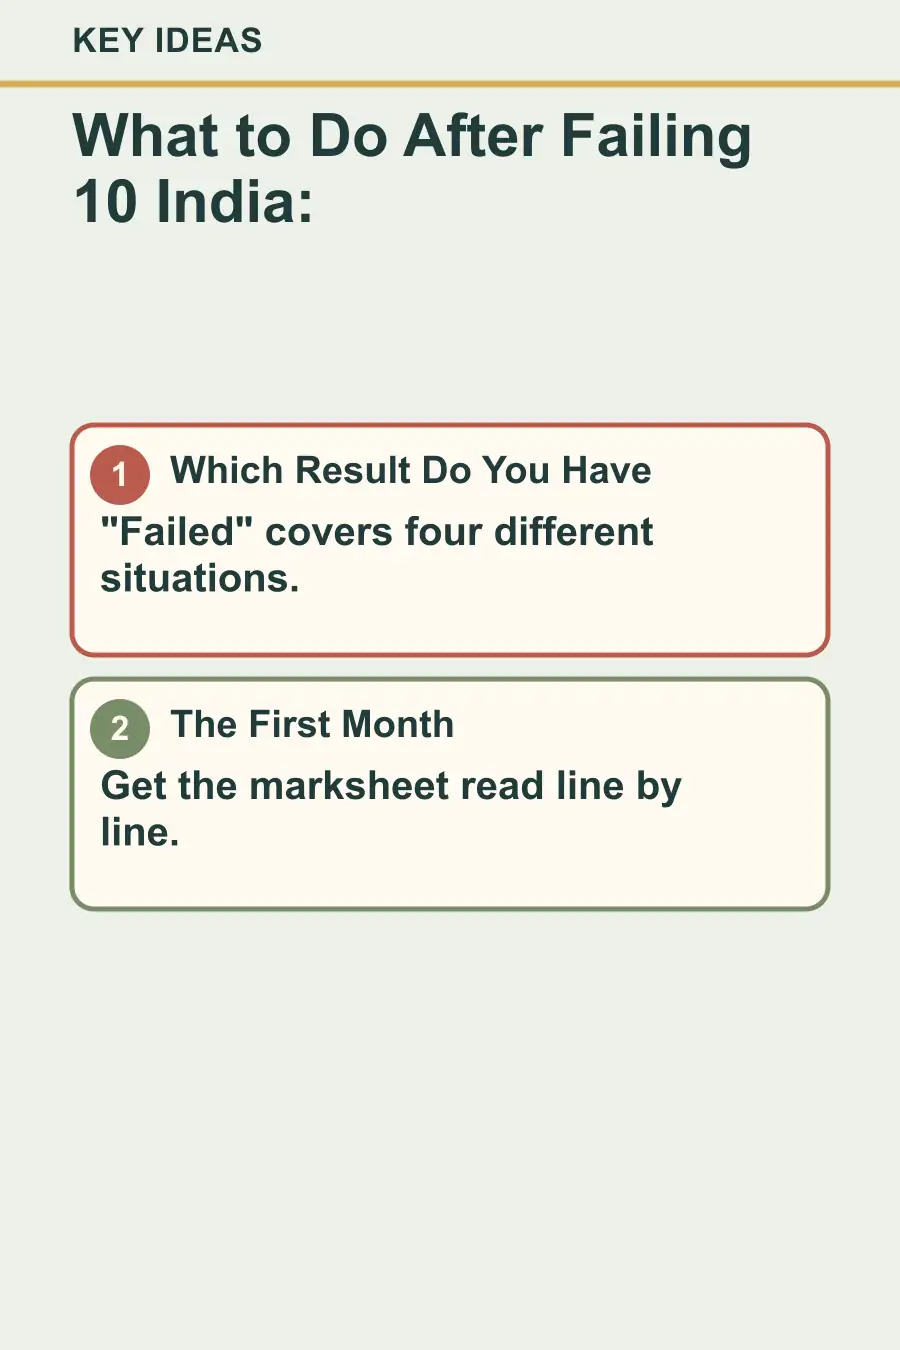 KEY IDEAS
What to Do After Failing
10 India:
1 Which Result Do You Have
"Failed" covers four different
situations.
2 The First Month
Get the marksheet read line by
line.